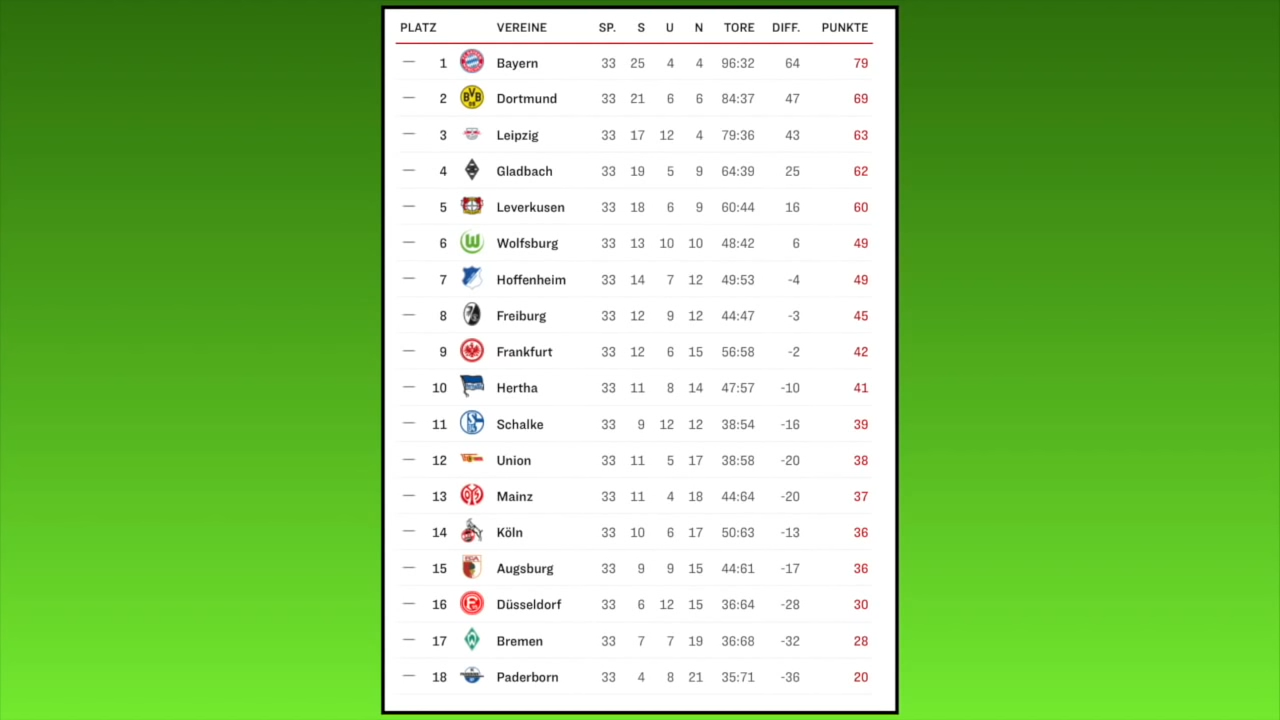 PLATZ VEREINE SP. S U N TORE DIFF. PUNKTE
— 1 Bayern 33 25 4 4 96:32 64 79
— 2 Dortmund 33 21 6 6 84:37 47 69
— 3 Leipzig 33 17 12 4 79:36 43 63
— 4 Gladbach 33 19 5 9 64:39 25 62
— 5 Leverkusen 33 18 6 9 60:44 16 60
— 6 Wolfsburg 33 13 10 10 48:42 6 49
— 7 Hoffenheim 33 14 7 12 49:53 -4 49
— 8 Freiburg 33 12 9 12 44:47 -3 45
— 9 Frankfurt 33 12 6 15 56:58 -2 42
— 10 Hertha 33 11 8 14 47:57 -10 41
— 11 Schalke 33 9 12 12 38:54 -16 39
— 12 Union 33 11 5 17 38:58 -20 38
— 13 Mainz 33 11 4 18 44:64 -20 37
— 14 Köln 33 10 6 17 50:63 -13 36
— 15 Augsburg 33 9 9 15 44:61 -17 36
— 16 Düsseldorf 33 6 12 15 36:64 -28 30
— 17 Bremen 33 7 7 19 36:68 -32 28
— 18 Paderborn 33 4 8 21 35:71 -36 20